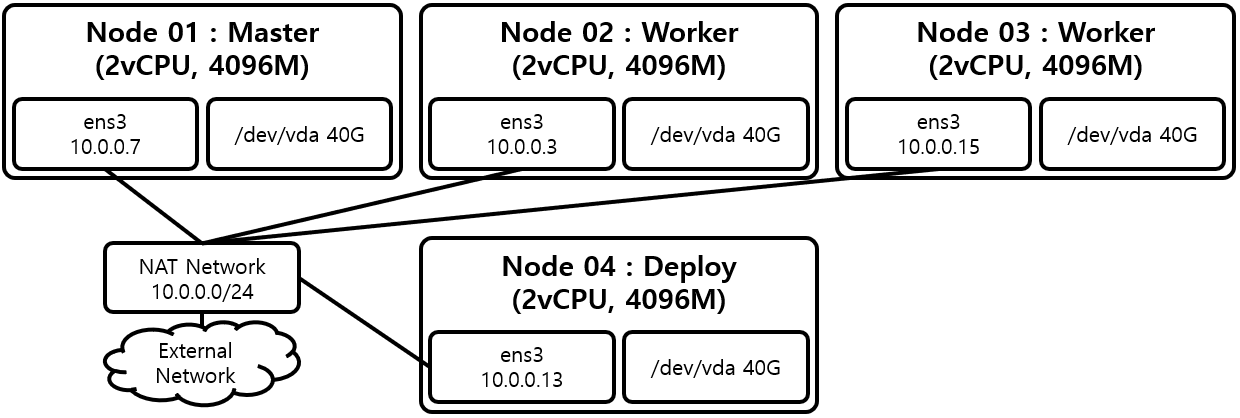 Node 01 : Master
(2vCPU, 4096M)
ens3
10.0.0.7
/dev/vda 40G
Node 02 : Worker
(2vCPU, 4096M)
ens3
10.0.0.3
/dev/vda 40G
Node 03 : Worker
(2vCPU, 4096M)
ens3
10.0.0.15
/dev/vda 40G
NAT Network
10.0.0.0/24
External
Network
Node 04 : Deploy
(2vCPU, 4096M)
ens3
10.0.0.13
/dev/vda 40G